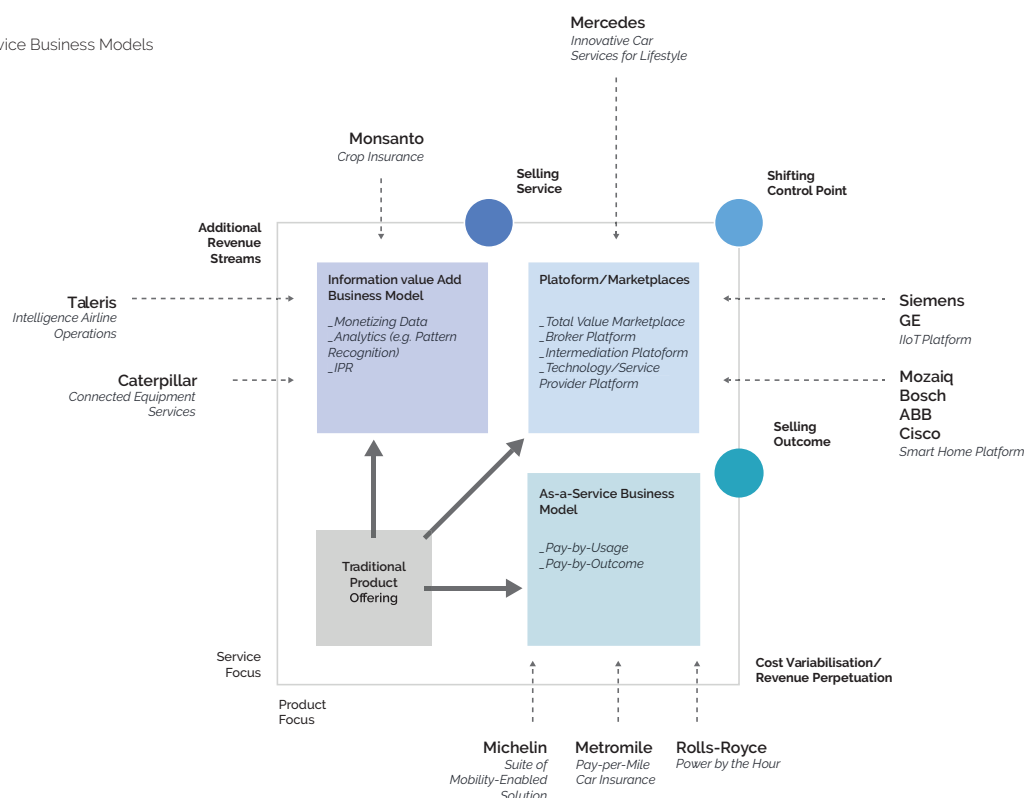 vice Business Models
Mercedes
Innovative Car
Services for Lifestyle
Monsanto
Crop Insurance
Selling
Service
Shifting
Control Point
Additional
Revenue
Streams
Information value Add
Business Model
_Monetizing Data
_Analytics (e.g. Pattern
Recognition)
_IPR
Platoform/Marketplaces
_Total Value Marketplace
_Broker Platform
_Intermediation Platoform
_Technology/Service
Provider Platform
Taleris
Intelligence Airline
Operations
Caterpillar
Connected Equipment
Services
Siemens
GE
IIoT Platform
Mozaiq
Bosch
ABB
Cisco
Smart Home Platform
Selling
Outcome
As-a-Service Business
Model
_Pay-by-Usage
_Pay-by-Outcome
Traditional
Product
Offering
Service
Focus
Product
Focus
Cost Variabilisation/
Revenue Perpetuation
Michelin
Suite of
Mobility-Enabled
Solution
Metromile
Pay-per-Mile
Car Insurance
Rolls-Royce
Power by the Hour